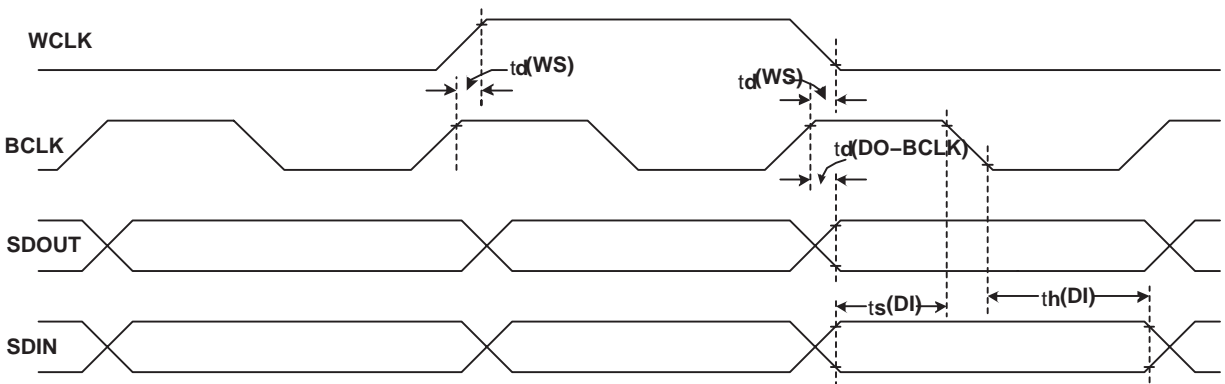 WCLK
td(WS)
td(WS)
BCLK
td(DO−BCLK)
SDOUT
ts(DI)
th(DI)
SDIN